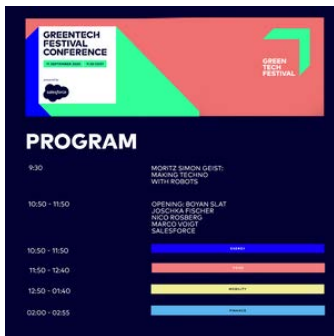 GREENTECH
FESTIVAL
CONFERENCE
salesforce
GREEN
TECH
FESTIVAL
PROGRAM
9:30
MORITZ SIMON GEIST:
MAKING TECHNO
WITH ROBOTS
10:50 - 11:50
OPENING: BOYAN SLAT
JOSCHKA FISCHER
NICO ROSBERG
MARCO VOIGT
SALESFORCE
10:50 - 11:50
ENERGY
11:50 - 12:40
FOOD
12:50 - 01:40
MOBILITY
02:00 - 02:55
FINANCE